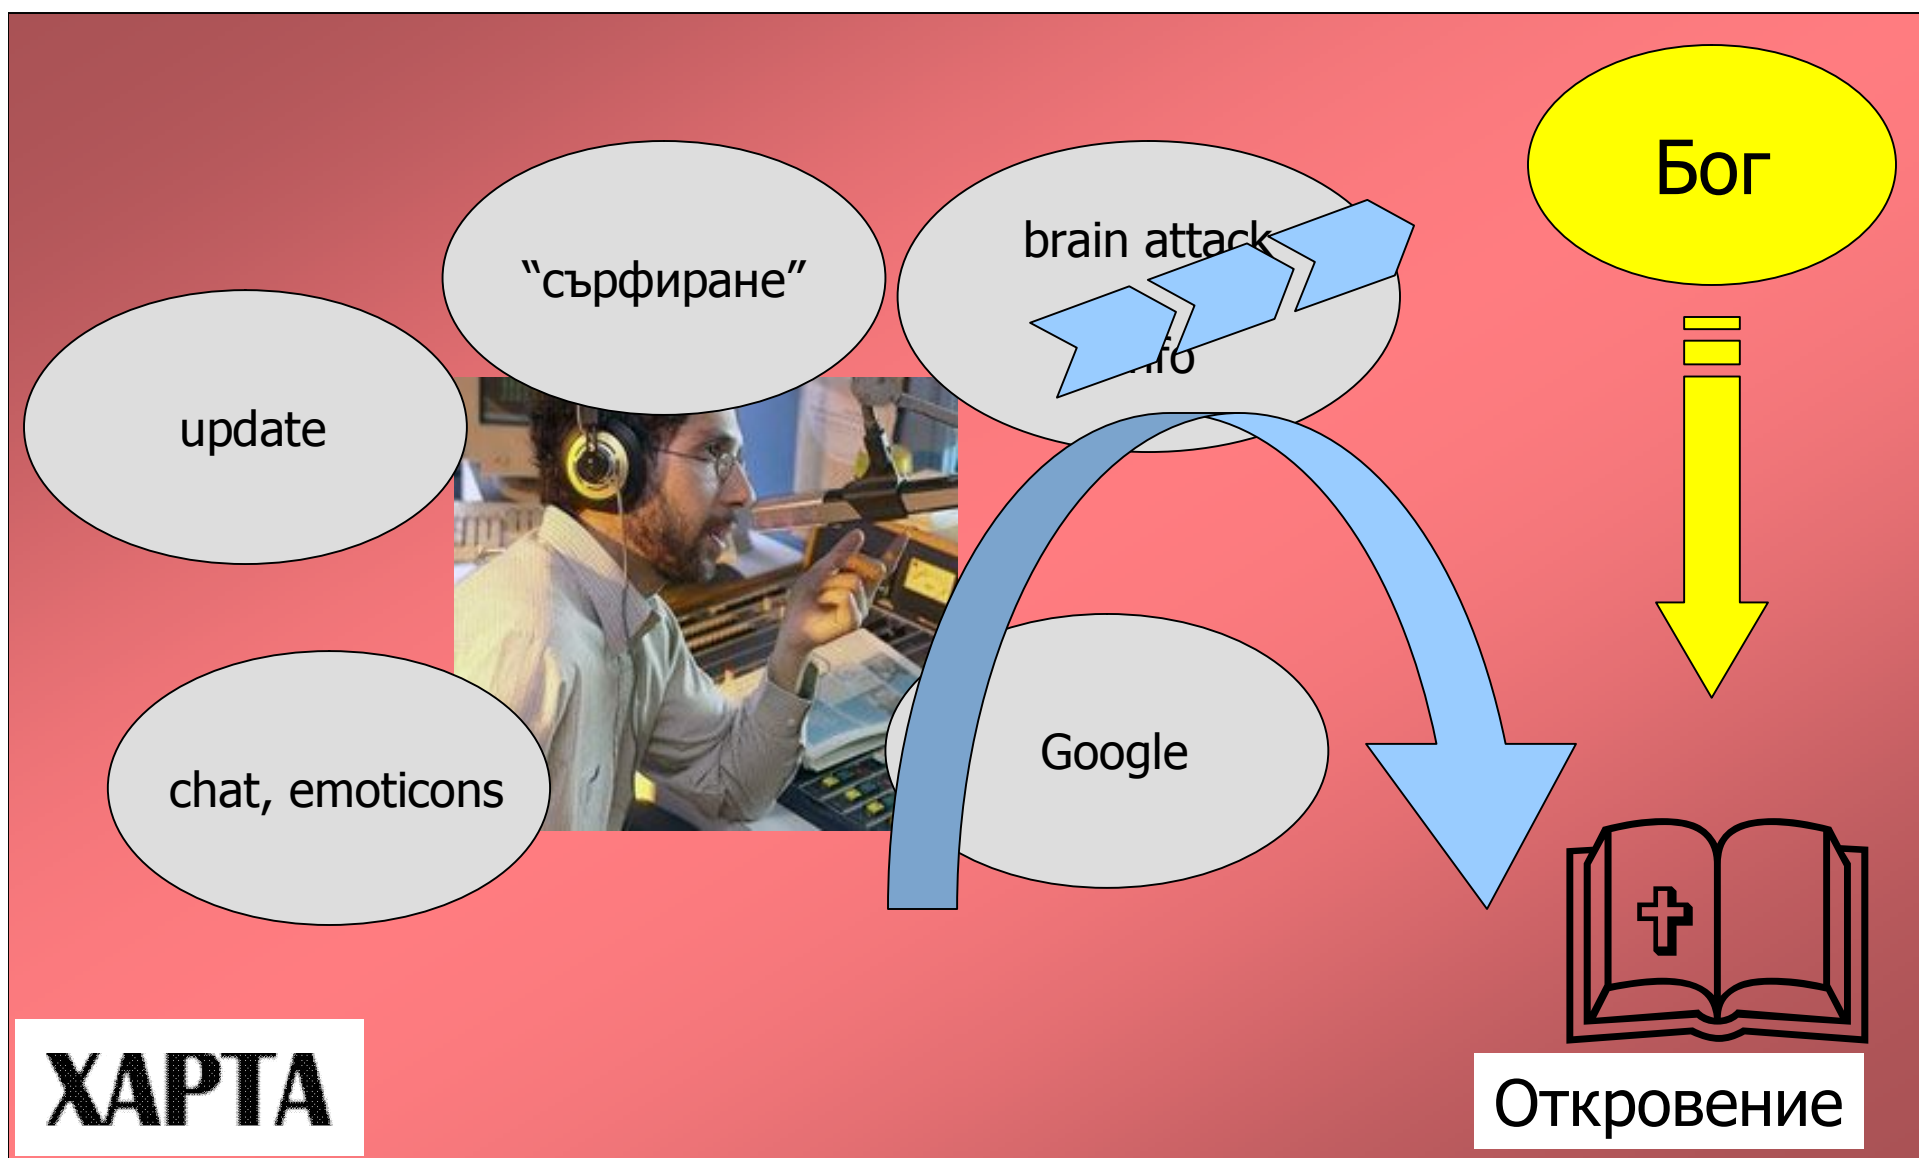 Бог
“сърфиране”
brain attack
update
chat, emoticons
Google
ХАРТА
Откровение